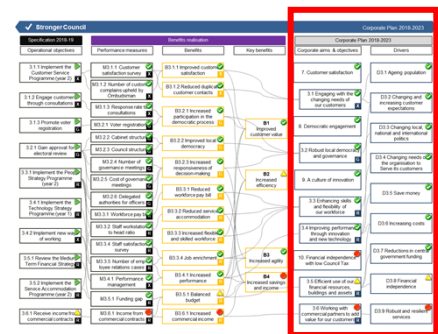 StrongerCouncil
Corporate Plan 2018-2023
Specification 2018-19
Benefits realisation
Corporate Plan 2018-2023
Operational objectives
Performance measures
Benefits
Key benefits
Corporate aims & objectives
Drivers
3.1.1 Implement the
Customer Service
Programme (year 2)
3.1.2 Engage customers
through consultations
3.1.3 Promote voter
registration
3.2.1 Gain approval for
electoral review
3.3.1 Implement the People
Strategy Programme
(year 2)
3.4.1 Implement the
Technology Strategy
Programme (year 1)
3.4.2 Implement new ways
of working
3.5.1 Review the Medium
Term Financial Strategy
3.5.2 Implement the
Service Accommodation
Programme (year 2)
3.6.1 Receive income from
commercial contracts
M3.1.1 Customer
satisfaction survey
M3.1.2 Number of customer
complaints upheld by
Ombudsman
M3.1.3 Response rate to
consultations
M3.2.1 Voter registration
M3.2.2 Cabinet structure
M3.2.3 Council structure
M3.2.4 Number of
governance meetings
M3.2.5 Cost of governance
meetings
M3.2.6 Delegated
authorities for officers
M3.3.1 Workforce pay bill
M3.3.2 Staff workstation
to head ratio
M3.3.4 Staff satisfaction
survey
M3.3.5 Number of employee
relations cases
M3.4.1 Performance
management
M3.5.1 Funding gap
M3.6.1 Income from
commercial contracts
B3.1.1 Improved customer
satisfaction
B3.1.2 Reduced duplicate
customer contacts
B3.2.1 Increased
participation in the
democratic process
B3.2.2 Improved local
democracy
B3.2.3 Increased
responsiveness of
decision-making
B3.3.1 Reduced
workforce pay bill
B3.3.2 Reduced service
accommodation
B3.3.3 Increased flexible
and skilled workforce
B3.3.4 Job enrichment
B3.4.1 Increased
performance
B3.5.1 Balanced
budget
B3.6.1 Increased
commercial income
B1
Improved
customer value
B2
Increased
efficiency
B3
Increased agility
B4
Increased savings
and income
7. Customer satisfaction
3.1 Engaging with the
changing needs of
our customers
8. Democratic engagement
3.2 Robust local democracy
and governance
9. A culture of innovation
3.3 Enhancing skills
and flexibility of
our workforce
3.4 Improving performance
through innovation
and new technology
10. Financial independence
with low Council Tax
3.5 Efficient use of our
financial resources,
buildings and assets
3.6 Working with
commercial partners to add
value for our customers
D3.1 Ageing population
D3.2 Changing and
increasing customer
expectations
D3.3 Changing local,
national and international
politics
D3.4 Changing needs of
the organisation to
Serve its customers
D3.5 Save money
D3.6 Increasing costs
D3.7 Reductions in central
government funding
D3.8 Financial
independence
D3.9 Robust and resilient
services